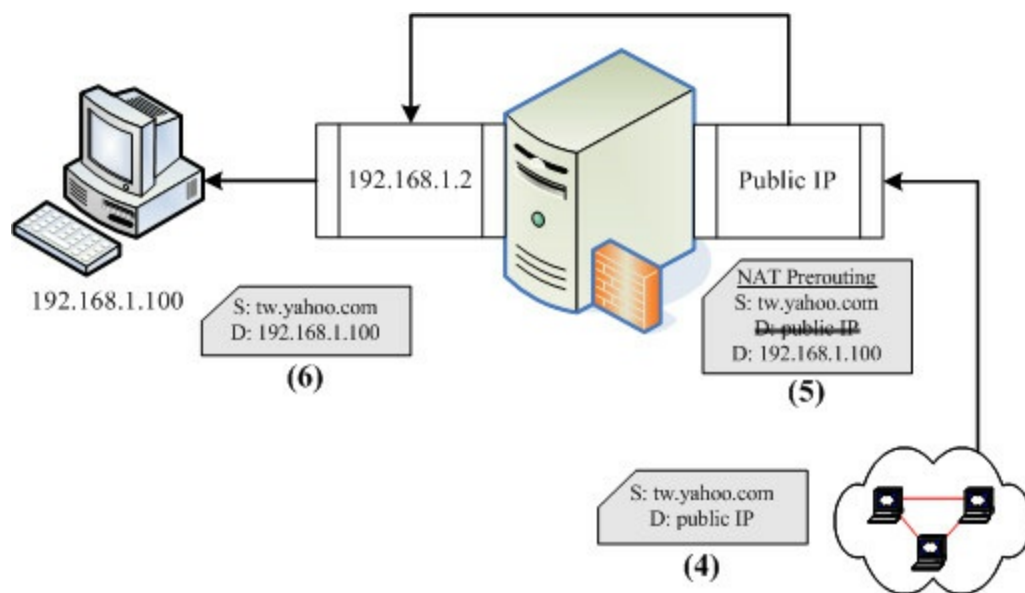 192.168.1.2
Public IP
192.168.1.100
S: tw.yahoo.com
D: 192.168.1.100
(6)
NAT Prerouting
S: tw.yahoo.com
D: public IP
D: 192.168.1.100
(5)
S: tw.yahoo.com
D: public IP
(4)